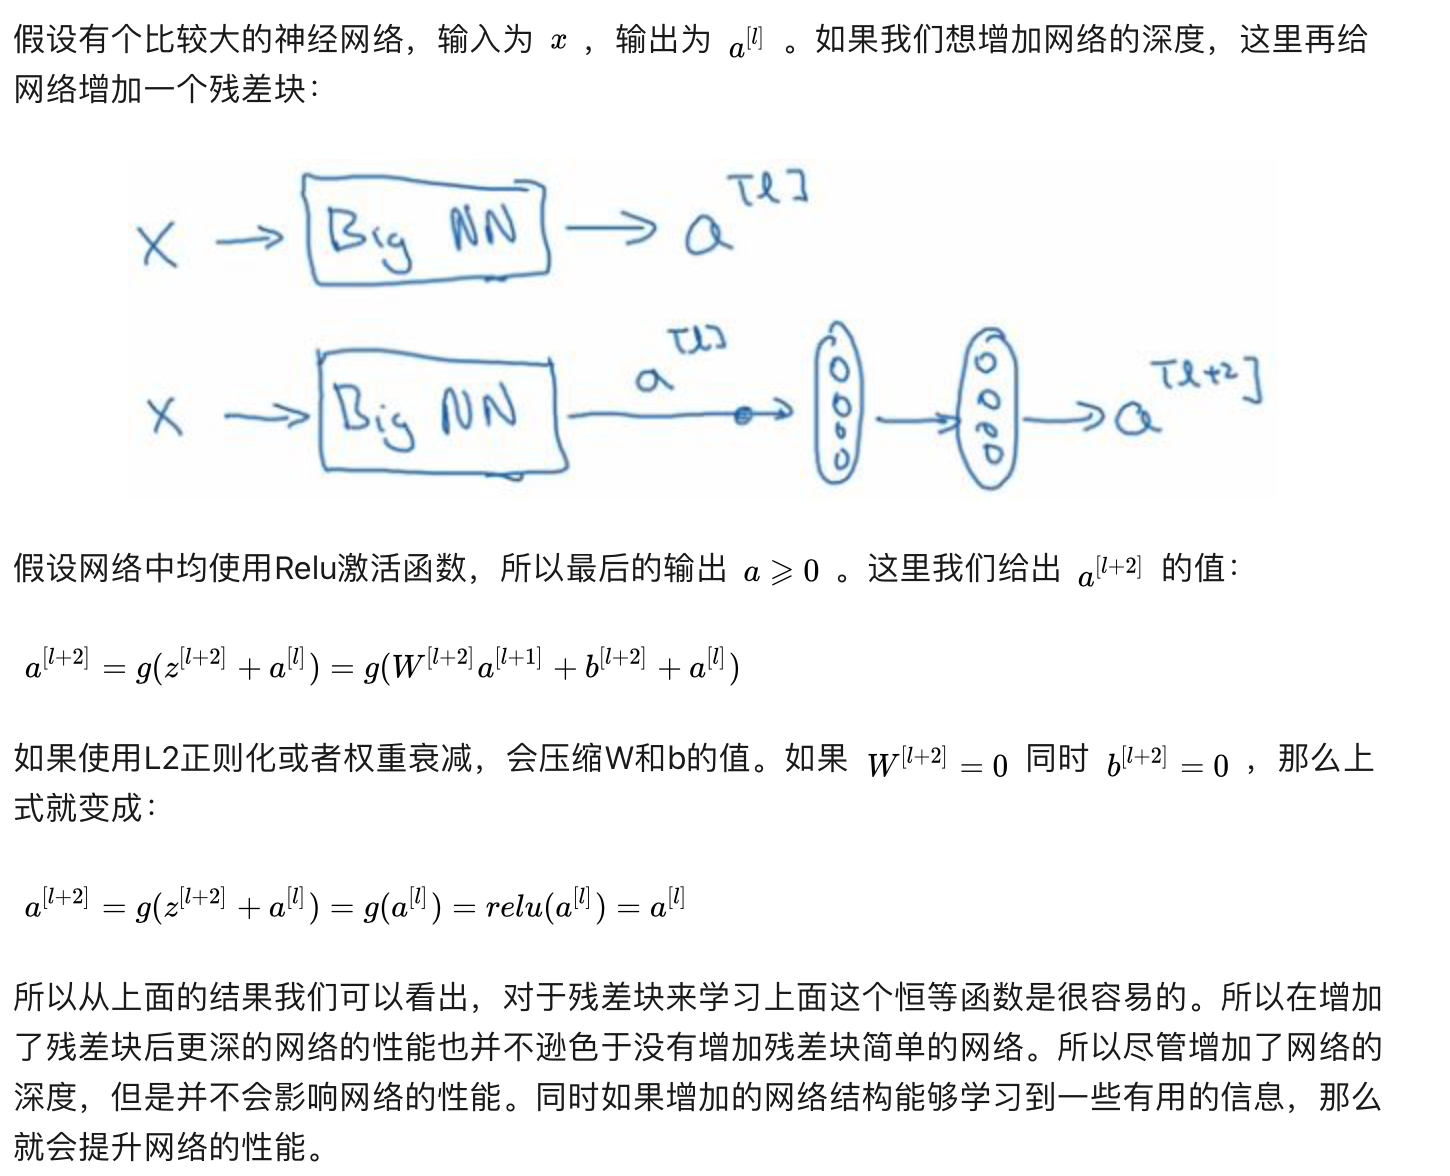 假设有个比较大的神经网络，输入为 x ，输出为 a^[l] 。如果我们想增加网络的深度，这里再给
网络增加一个残差块：
X → Big NN → a^[l]
X → Big NN → a^[l] → → a^[l+2]
假设网络中均使用Relu激活函数，所以最后的输出 a ⩾ 0 。这里我们给出 a^[l+2] 的值：
a^[l+2] = g(z^[l+2] + a^[l]) = g(W^[l+2]a^[l+1] + b^[l+2] + a^[l])
如果使用L2正则化或者权重衰减，会压缩W和b的值。如果 W^[l+2] = 0 同时 b^[l+2] = 0 ，那么上
式就变成：
a^[l+2] = g(z^[l+2] + a^[l]) = g(a^[l]) = relu(a^[l]) = a^[l]
所以从上面的结果我们可以看出，对于残差块来学习上面这个恒等函数是很容易的。所以在增加
了残差块后更深的网络的性能也并不逊色于没有增加残差块简单的网络。所以尽管增加了网络的
深度，但是并不会影响网络的性能。同时如果增加的网络结构能够学习到一些有用的信息，那么
就会提升网络的性能。